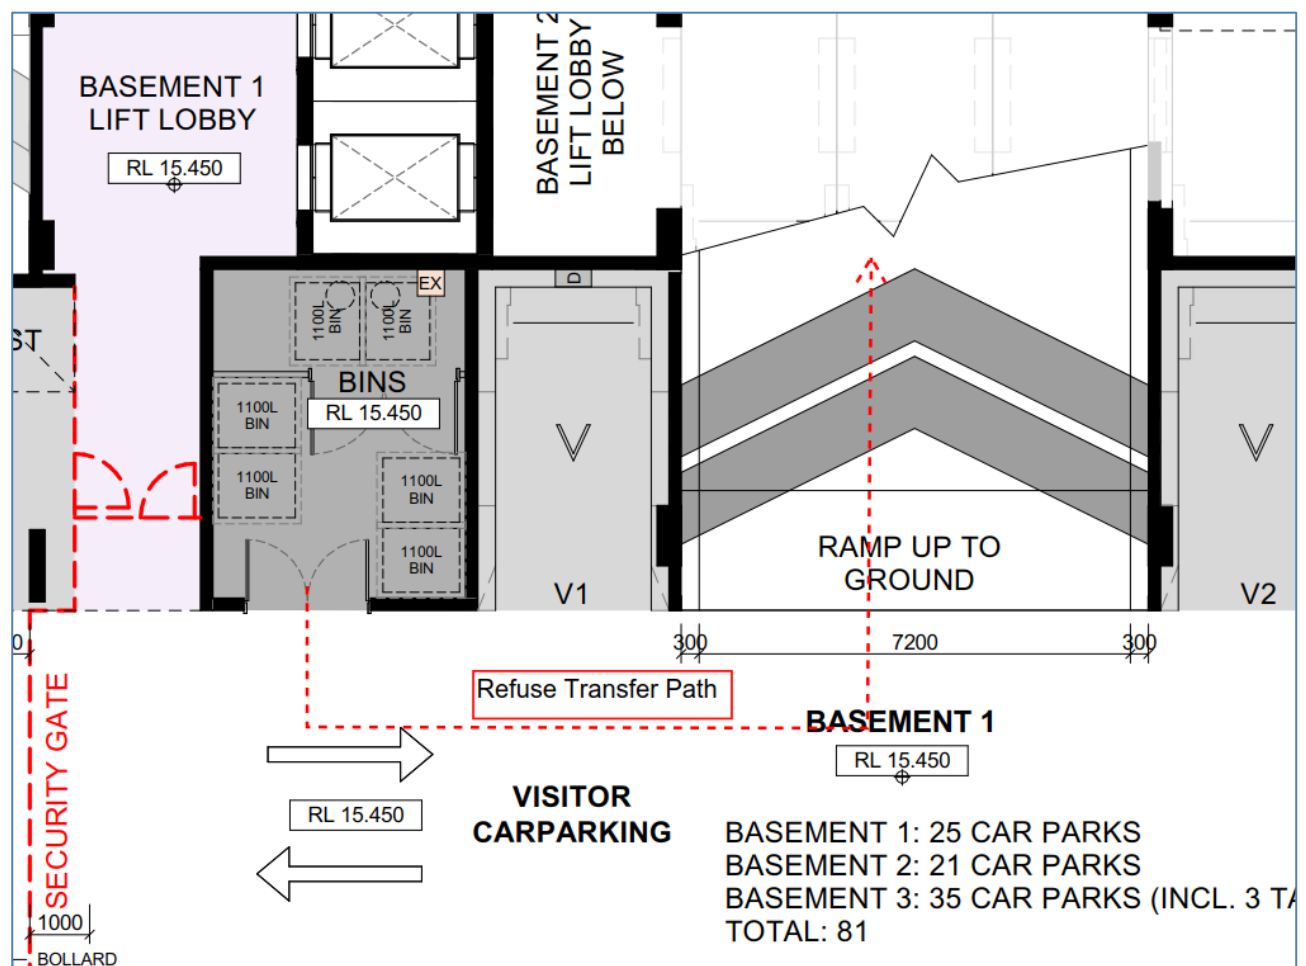 BASEMENT 1
LIFT LOBBY
RL 15.450
BASEMENT 2
LIFT LOBBY
BELOW
EX
1100L
BIN
1100L
BIN
D
ST
BINS
RL 15.450
1100L
BIN
1100L
BIN
1100L
BIN
1100L
BIN
V
V
RAMP UP TO
GROUND
V1
V2
0
300
7200
300
Refuse Transfer Path
SECURITY GATE
BASEMENT 1
RL 15.450
VISITOR
CARPARKING
RL 15.450
BASEMENT 1: 25 CAR PARKS
BASEMENT 2: 21 CAR PARKS
BASEMENT 3: 35 CAR PARKS (INCL. 3 TA
TOTAL: 81
1000
BOLLARD